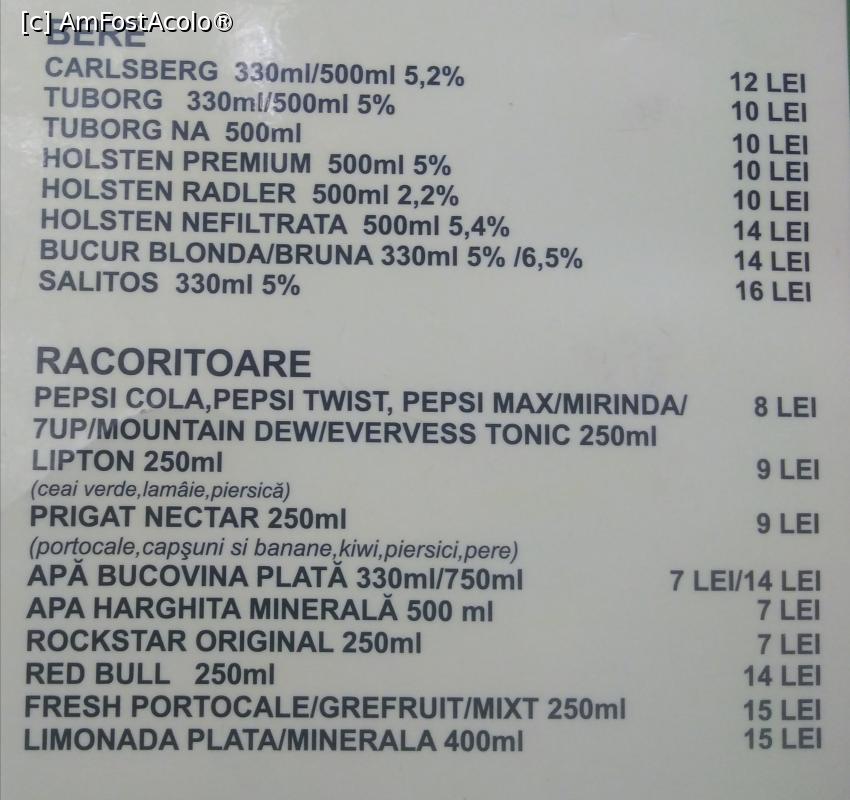 [c] AmFostAcolo®
BERE
CARLSBERG 330ml/500ml 5,2% 12 LEI
TUBORG 330ml/500ml 5% 10 LEI
TUBORG NA 500ml 10 LEI
HOLSTEN PREMIUM 500ml 5% 10 LEI
HOLSTEN RADLER 500ml 2,2% 10 LEI
HOLSTEN NEFILTRATA 500ml 5,4% 14 LEI
BUCUR BLONDA/BRUNA 330ml 5% /6,5% 14 LEI
SALITOS 330ml 5% 16 LEI
RACORITOARE
PEPSI COLA,PEPSI TWIST, PEPSI MAX/MIRINDA/ 8 LEI
7UP/MOUNTAIN DEW/EVERVESS TONIC 250ml
LIPTON 250ml 9 LEI
(ceai verde,lamâie,piersică)
PRIGAT NECTAR 250ml 9 LEI
(portocale,capşuni si banane,kiwi,piersici,pere)
APĂ BUCOVINA PLATĂ 330ml/750ml 7 LEI/14 LEI
APA HARGHITA MINERALĂ 500 ml 7 LEI
ROCKSTAR ORIGINAL 250ml 7 LEI
RED BULL 250ml 14 LEI
FRESH PORTOCALE/GREFRUIT/MIXT 250ml 15 LEI
LIMONADA PLATA/MINERALA 400ml 15 LEI